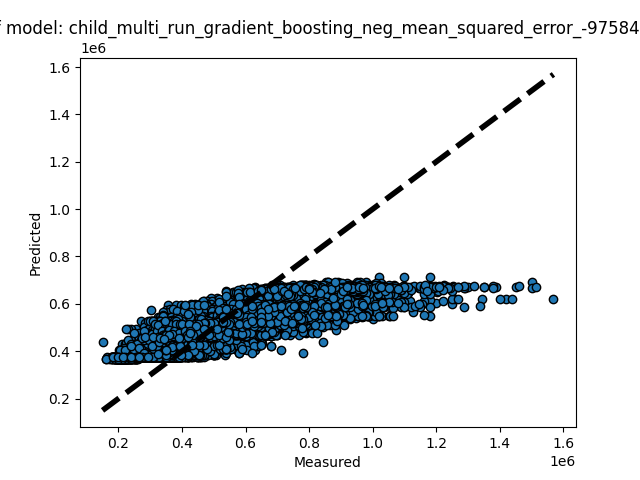 model: child_multi_run_gradient_boosting_neg_mean_squared_error_-97584
1e6
1.6
1.4
1.2
1.0
0.8
0.6
0.4
0.2
Predicted
0.2 0.4 0.6 0.8 1.0 1.2 1.4 1.6
Measured
1e6